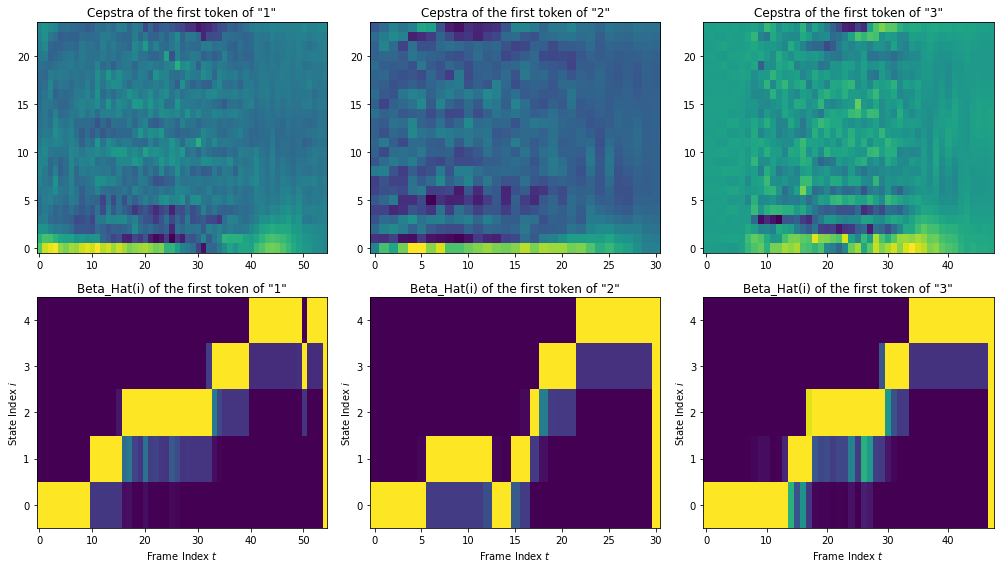 Cepstra of the first token of "1"
Cepstra of the first token of "2"
Cepstra of the first token of "3"
20
15
10
5
0
0 10 20 30 40 50
20
15
10
5
0
0 5 10 15 20 25 30
20
15
10
5
0
0 10 20 30 40
Beta_Hat(i) of the first token of "1"
Beta_Hat(i) of the first token of "2"
Beta_Hat(i) of the first token of "3"
State Index i
4
3
2
1
0
0 10 20 30 40 50
Frame Index t
State Index i
4
3
2
1
0
0 5 10 15 20 25 30
Frame Index t
State Index i
4
3
2
1
0
0 10 20 30 40
Frame Index t